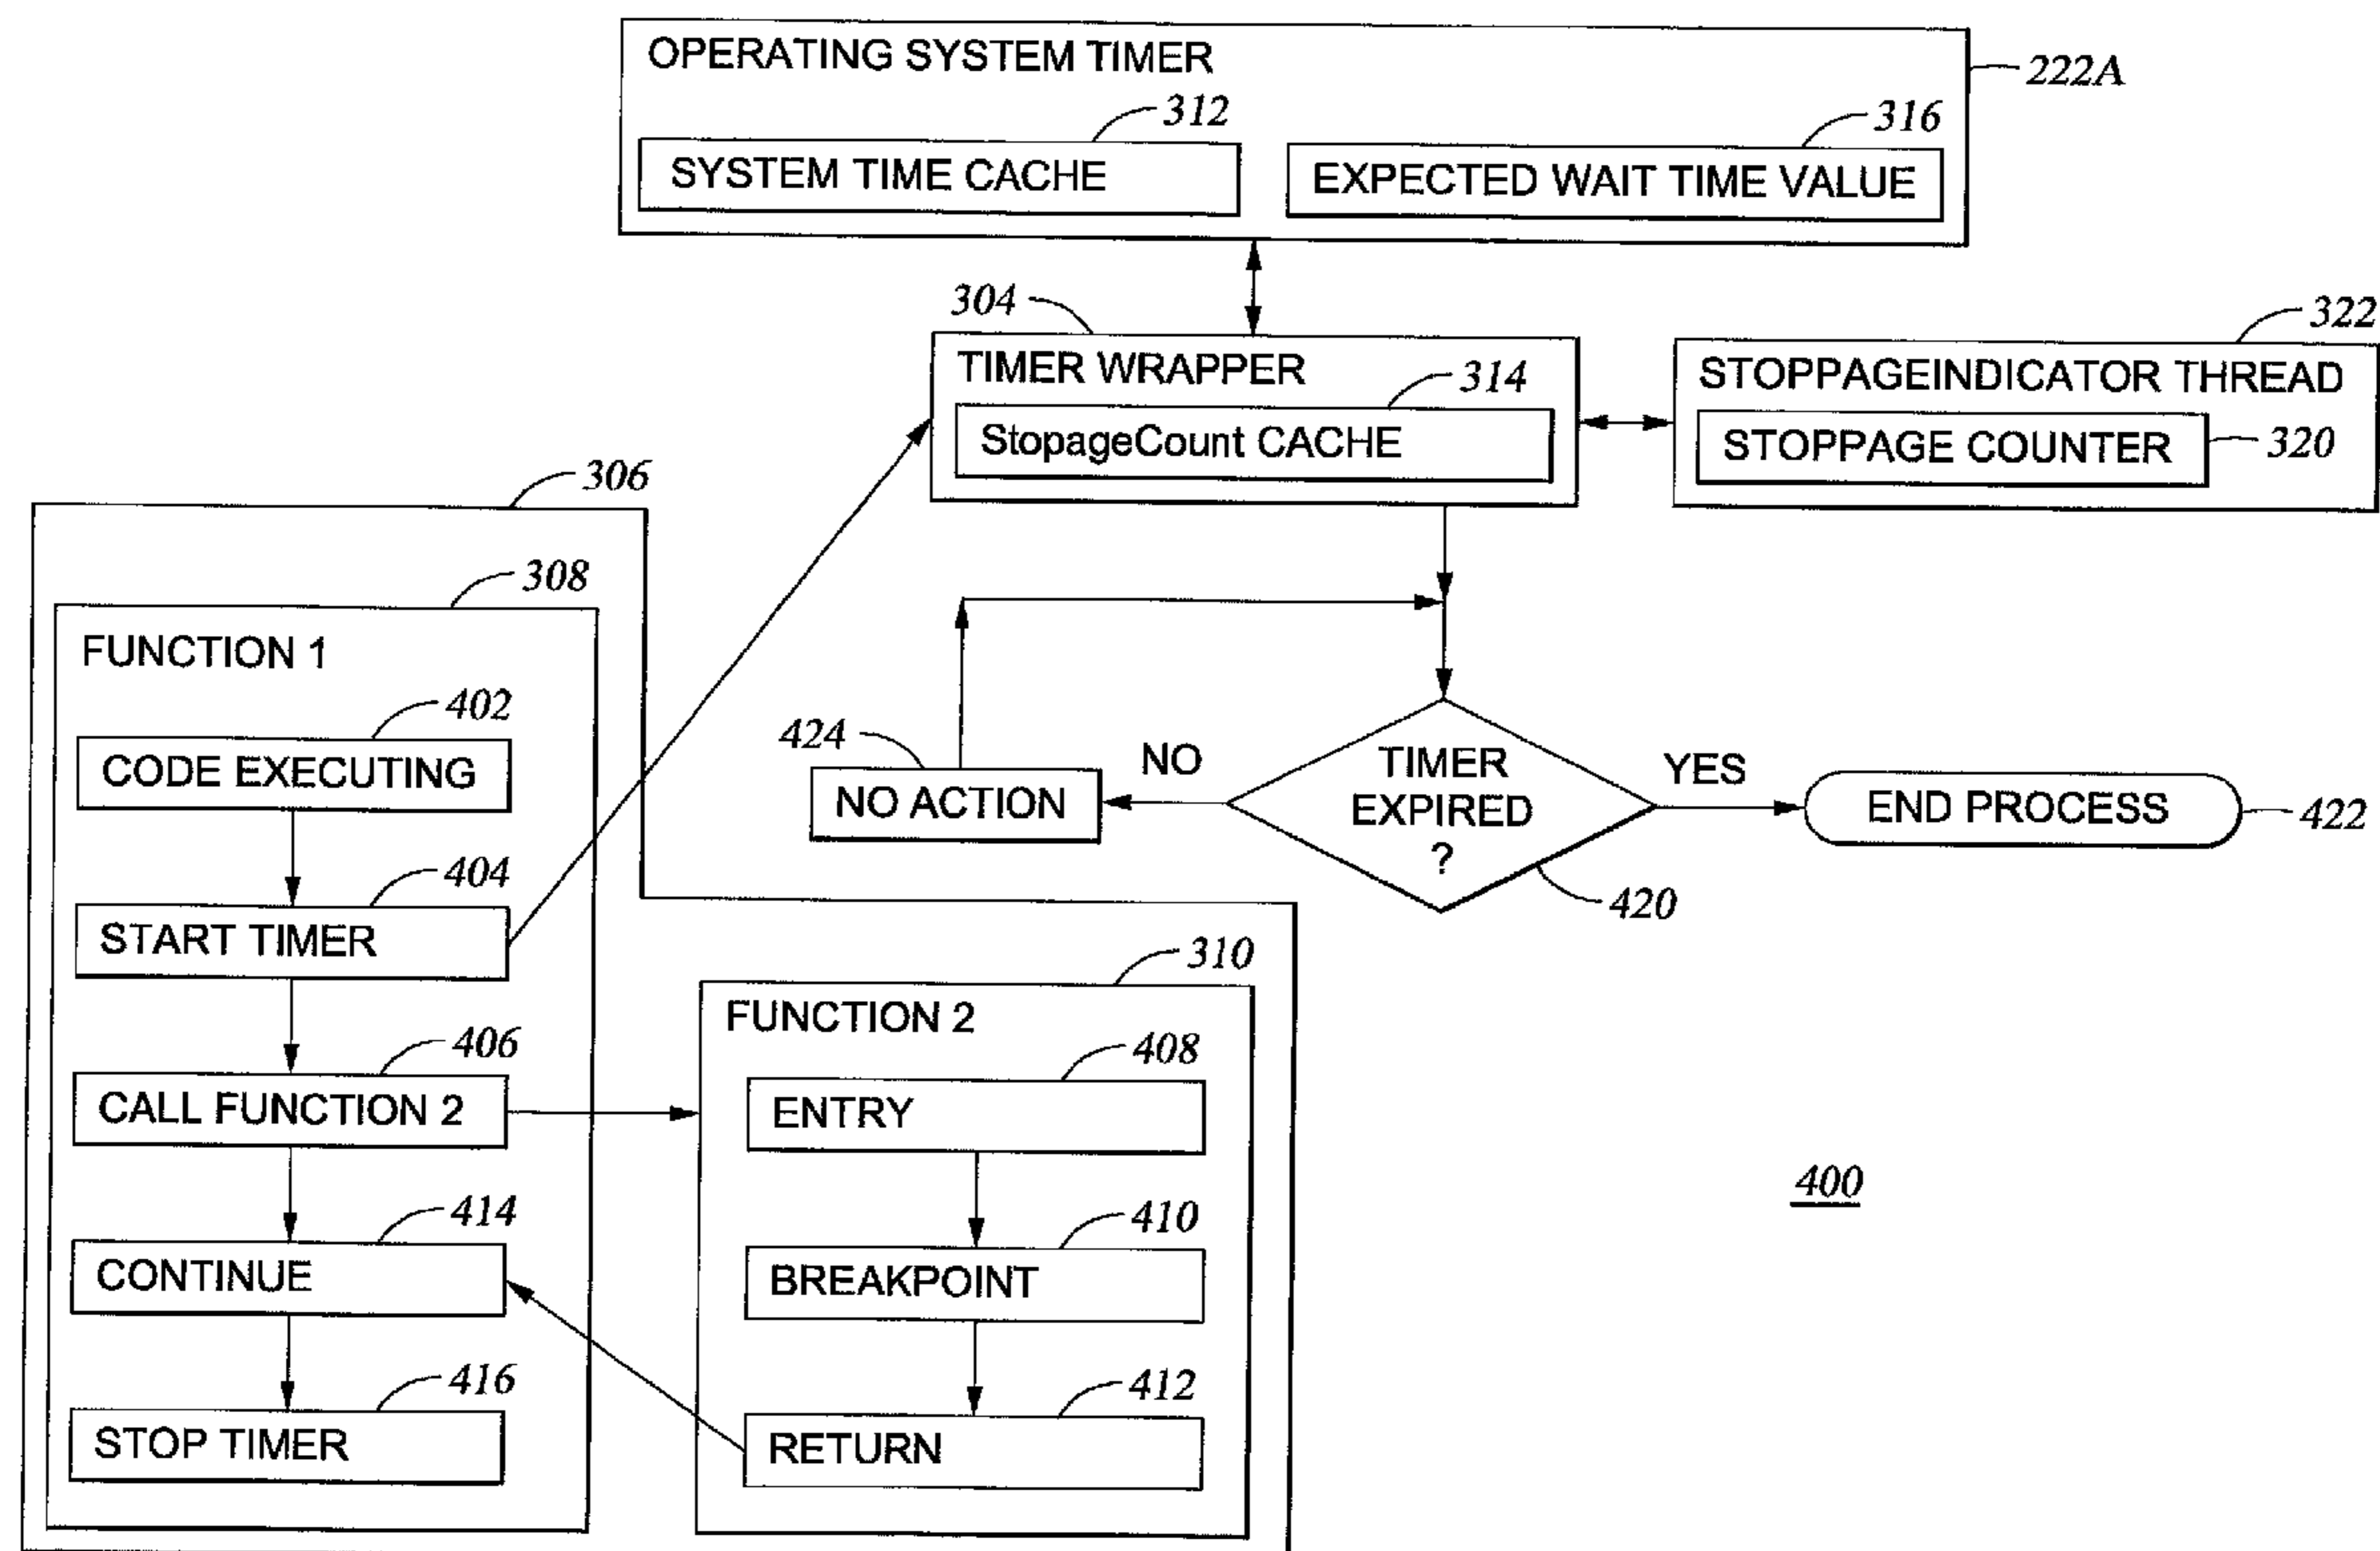 OPERATING SYSTEM TIMER
222A
312
316
SYSTEM TIME CACHE
EXPECTED WAIT TIME VALUE
304
322
TIMER WRAPPER
314
StopageCount CACHE
STOPPAGEINDICATOR THREAD
STOPPAGE COUNTER
320
306
308
FUNCTION 1
402
CODE EXECUTING
404
START TIMER
406
CALL FUNCTION 2
414
CONTINUE
416
STOP TIMER
424
NO ACTION
NO
TIMER
EXPIRED
?
YES
END PROCESS
422
420
310
FUNCTION 2
408
ENTRY
410
BREAKPOINT
412
RETURN
400